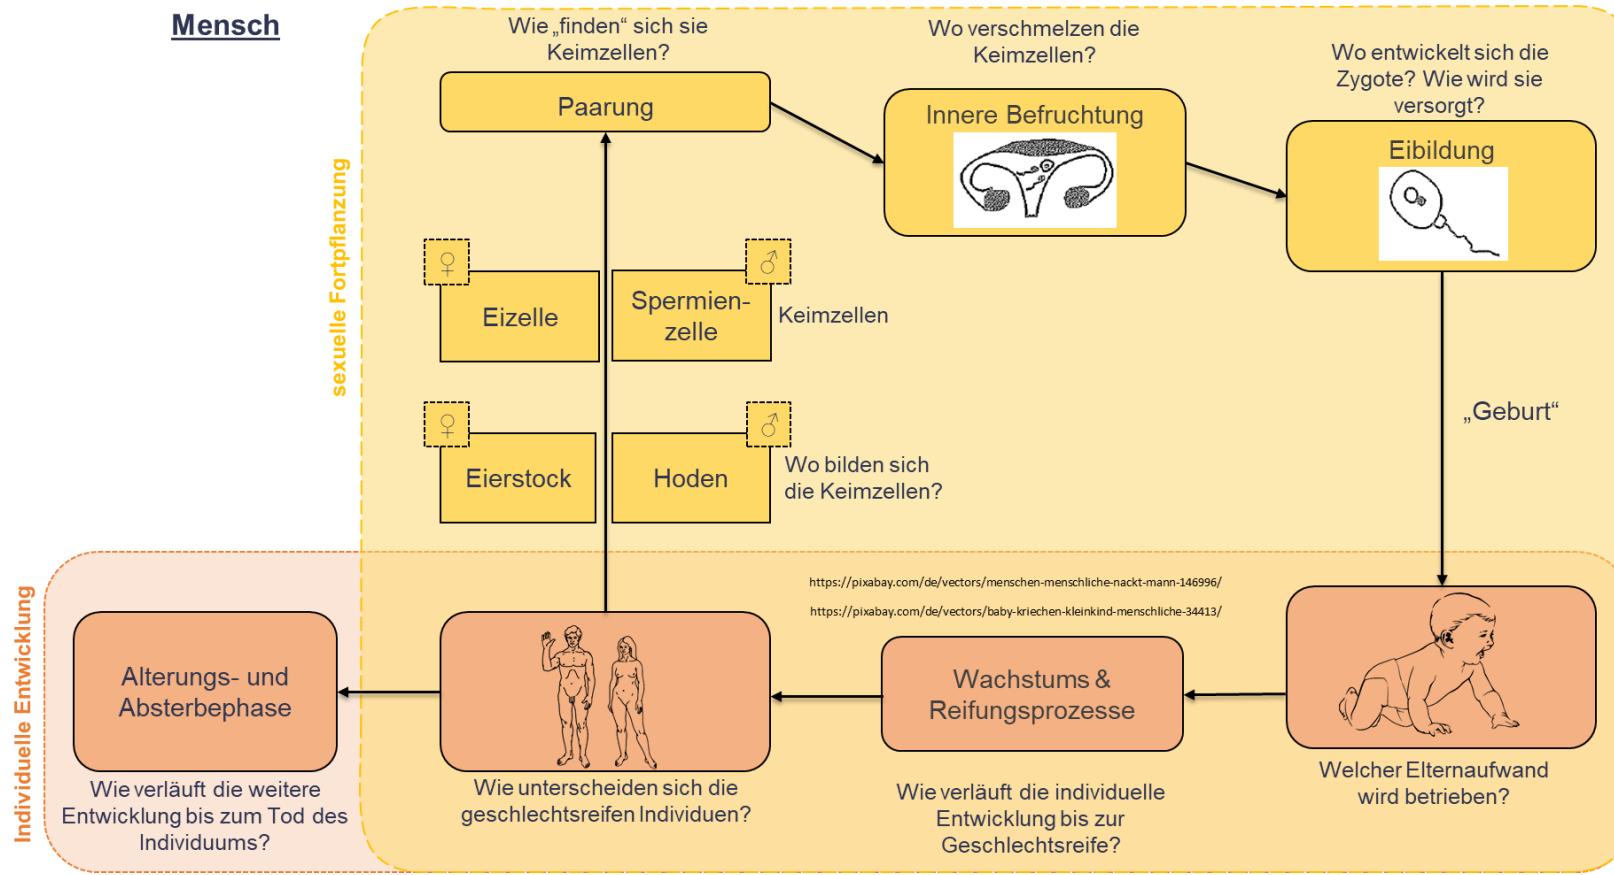 Mensch
Wie „finden“ sich sie
Keimzellen?
Paarung
Wo verschmelzen die
Keimzellen?
Innere Befruchtung
Wo entwickelt sich die
Zygote? Wie wird sie
versorgt?
Eibildung
sexuelle Fortpflanzung
♀
Eizelle
♂
Spermien-
zelle
Keimzellen
♀
Eierstock
♂
Hoden
Wo bilden sich
die Keimzellen?
„Geburt“
Individuelle Entwicklung
https://pixabay.com/de/vectors/menschen-menschliche-nackt-mann-146996/
https://pixabay.com/de/vectors/baby-kriechen-kleinkind-menschliche-34413/
Alterungs- und
Absterbephase
Wie verläuft die weitere
Entwicklung bis zum Tod des
Individuums?
Wie unterscheiden sich die
geschlechtsreifen Individuen?
Wachstums &
Reifungsprozesse
Wie verläuft die individuelle
Entwicklung bis zur
Geschlechtsreife?
Welcher Elternaufwand
wird betrieben?